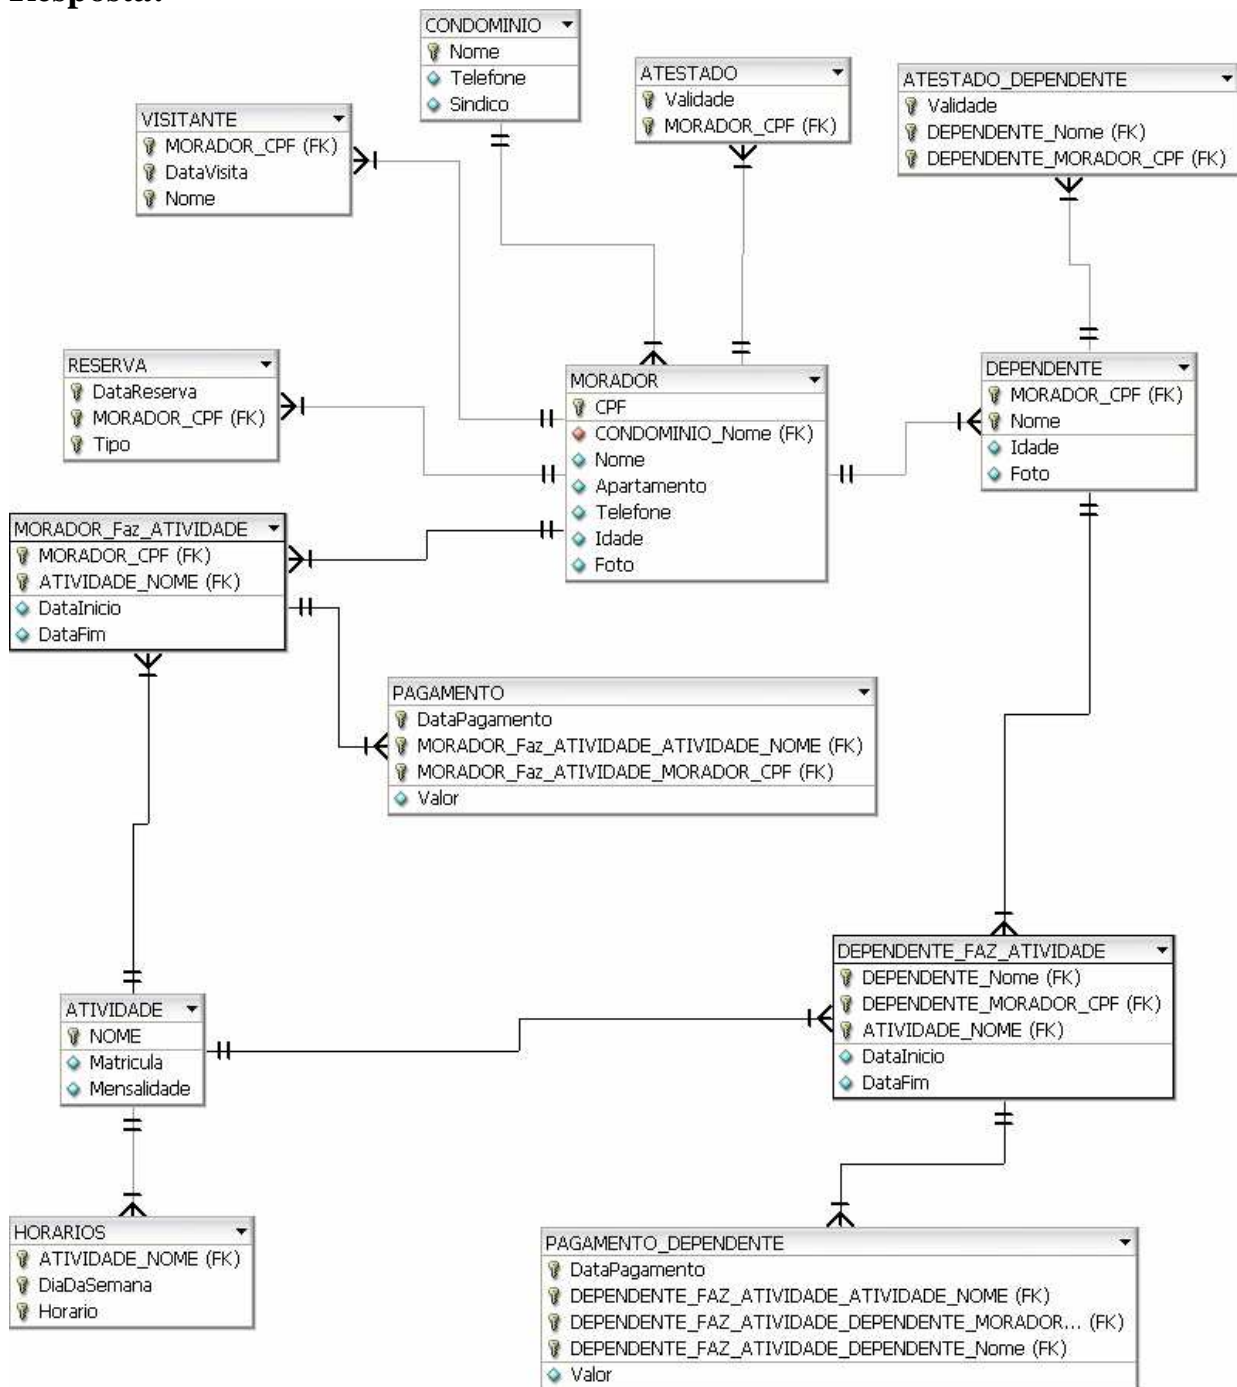 Resposta:
CONDOMINIO
Nome
Telefone
Sindico
ATESTADO
Validade
MORADOR_CPF (FK)
ATESTADO_DEPENDENTE
Validade
DEPENDENTE_Nome (FK)
DEPENDENTE_MORADOR_CPF (FK)
VISITANTE
MORADOR_CPF (FK)
DataVisita
Nome
RESERVA
DataReserva
MORADOR_CPF (FK)
Tipo
MORADOR
CPF
CONDOMINIO_Nome (FK)
Nome
Apartamento
Telefone
Idade
Foto
DEPENDENTE
MORADOR_CPF (FK)
Nome
Idade
Foto
MORADOR_Faz_ATIVIDADE
MORADOR_CPF (FK)
ATIVIDADE_NOME (FK)
DataInicio
DataFim
PAGAMENTO
DataPagamento
MORADOR_Faz_ATIVIDADE_ATIVIDADE_NOME (FK)
MORADOR_Faz_ATIVIDADE_MORADOR_CPF (FK)
Valor
DEPENDENTE_FAZ_ATIVIDADE
DEPENDENTE_Nome (FK)
DEPENDENTE_MORADOR_CPF (FK)
ATIVIDADE_NOME (FK)
DataInicio
DataFim
ATIVIDADE
NOME
Matricula
Mensalidade
HORARIOS
ATIVIDADE_NOME (FK)
DiaDaSemana
Horario
PAGAMENTO_DEPENDENTE
DataPagamento
DEPENDENTE_FAZ_ATIVIDADE_ATIVIDADE_NOME (FK)
DEPENDENTE_FAZ_ATIVIDADE_DEPENDENTE_MORADOR... (FK)
DEPENDENTE_FAZ_ATIVIDADE_DEPENDENTE_Nome (FK)
Valor